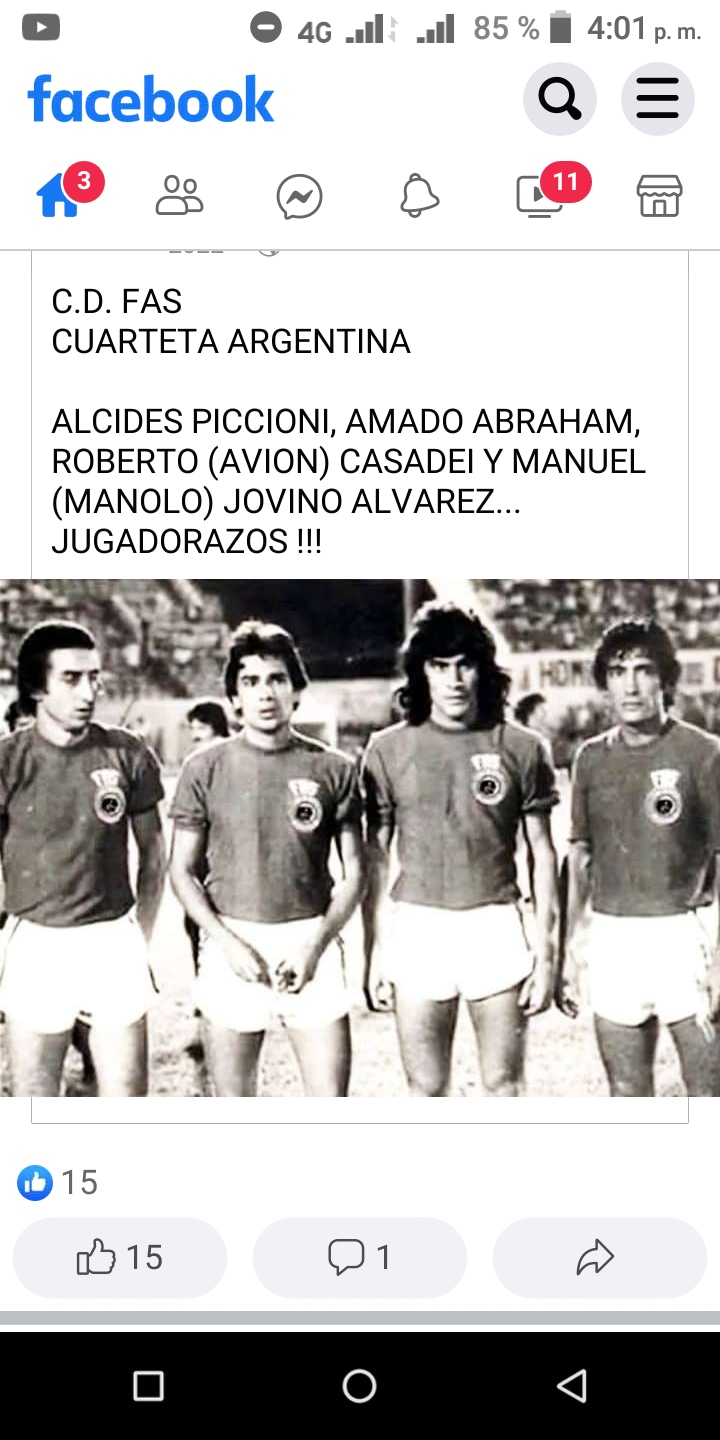 4G 85 % 4:01 p. m.
facebook
3
11
C.D. FAS
CUARTETA ARGENTINA
ALCIDES PICCIONI, AMADO ABRAHAM,
ROBERTO (AVION) CASADEI Y MANUEL
(MANOLO) JOVINO ALVAREZ...
JUGADORAZOS !!!
15
15
1